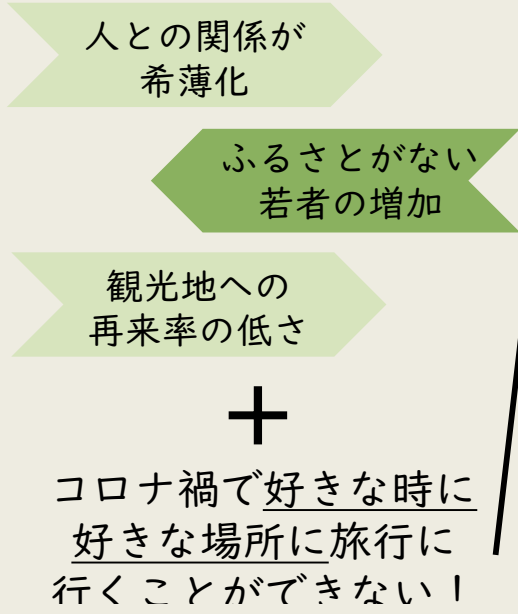 人との関係が
希薄化
ふるさとがない
若者の増加
観光地への
再来率の低さ
+
コロナ禍で好きな時に
好きな場所に旅行に
行くことができない！